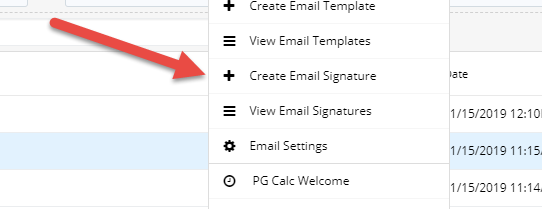 Create Email Template
View Email Templates
Create Email Signature
Date
View Email Signatures
1/15/2019 12:10
Email Settings
1/15/2019 11:15
PG Calc Welcome
1/15/2019 11:14